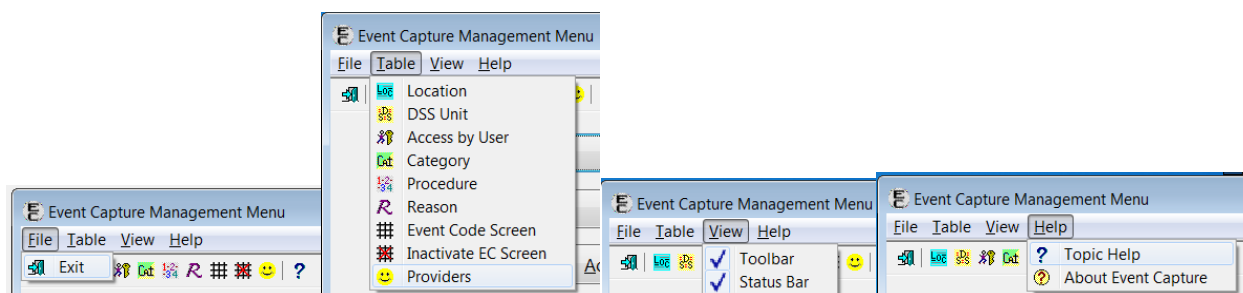 Event Capture Management Menu
File Table View Help
Exit
Event Capture Management Menu
File Table View Help
Location
DSS Unit
Access by User
Category
Procedure
Reason
Event Code Screen
Inactivate EC Screen
Providers
Event Capture Management Menu
File Table View Help
Toolbar
Status Bar
Event Capture Management Menu
File Table View Help
Topic Help
About Event Capture